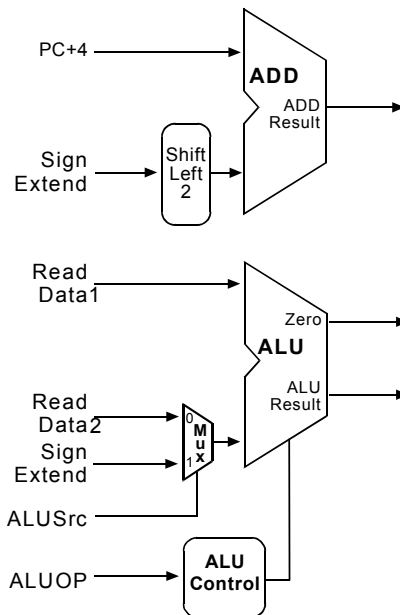 PC+4
ADD
ADD
Result
Sign
Extend
Shift
Left
2
Read
Data1
Zero
ALU
ALU
Result
Read
Data2
0
Mux
1
Sign
Extend
ALUSrc
ALUOP
ALU
Control